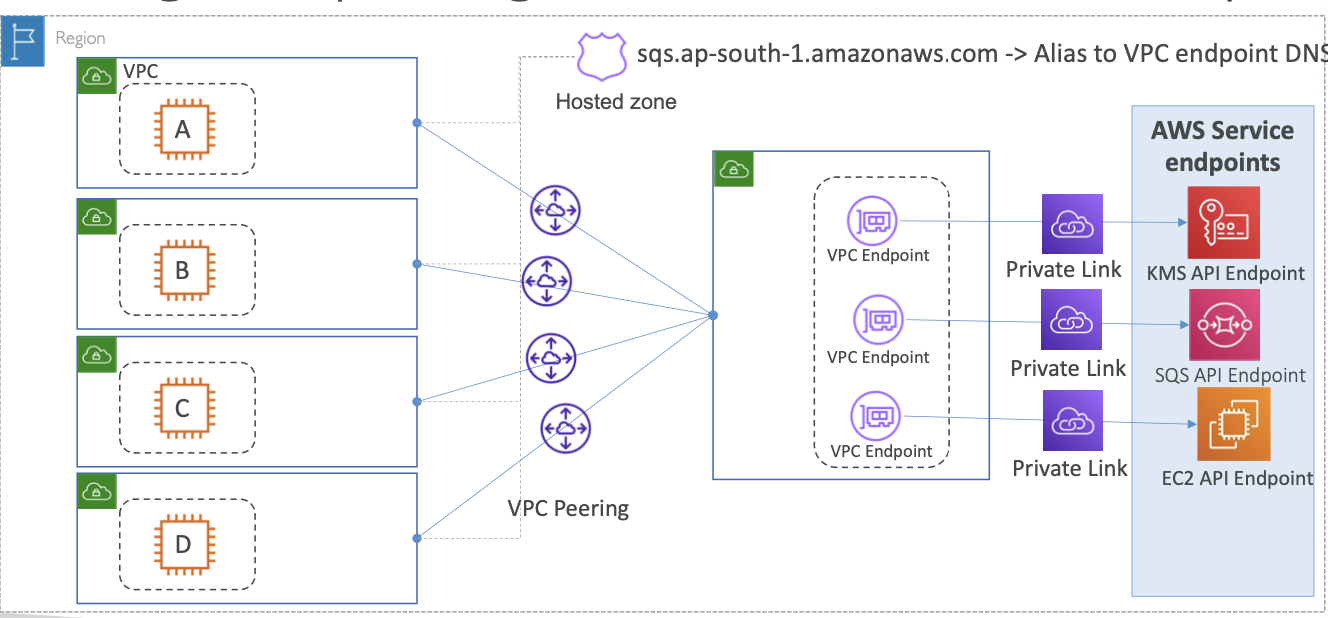 Region
sqs.ap-south-1.amazonaws.com -> Alias to VPC endpoint DNS
Hosted zone
VPC
A
B
C
D
VPC Peering
VPC Endpoint
VPC Endpoint
VPC Endpoint
Private Link
Private Link
Private Link
AWS Service
endpoints
KMS API Endpoint
SQS API Endpoint
EC2 API Endpoint